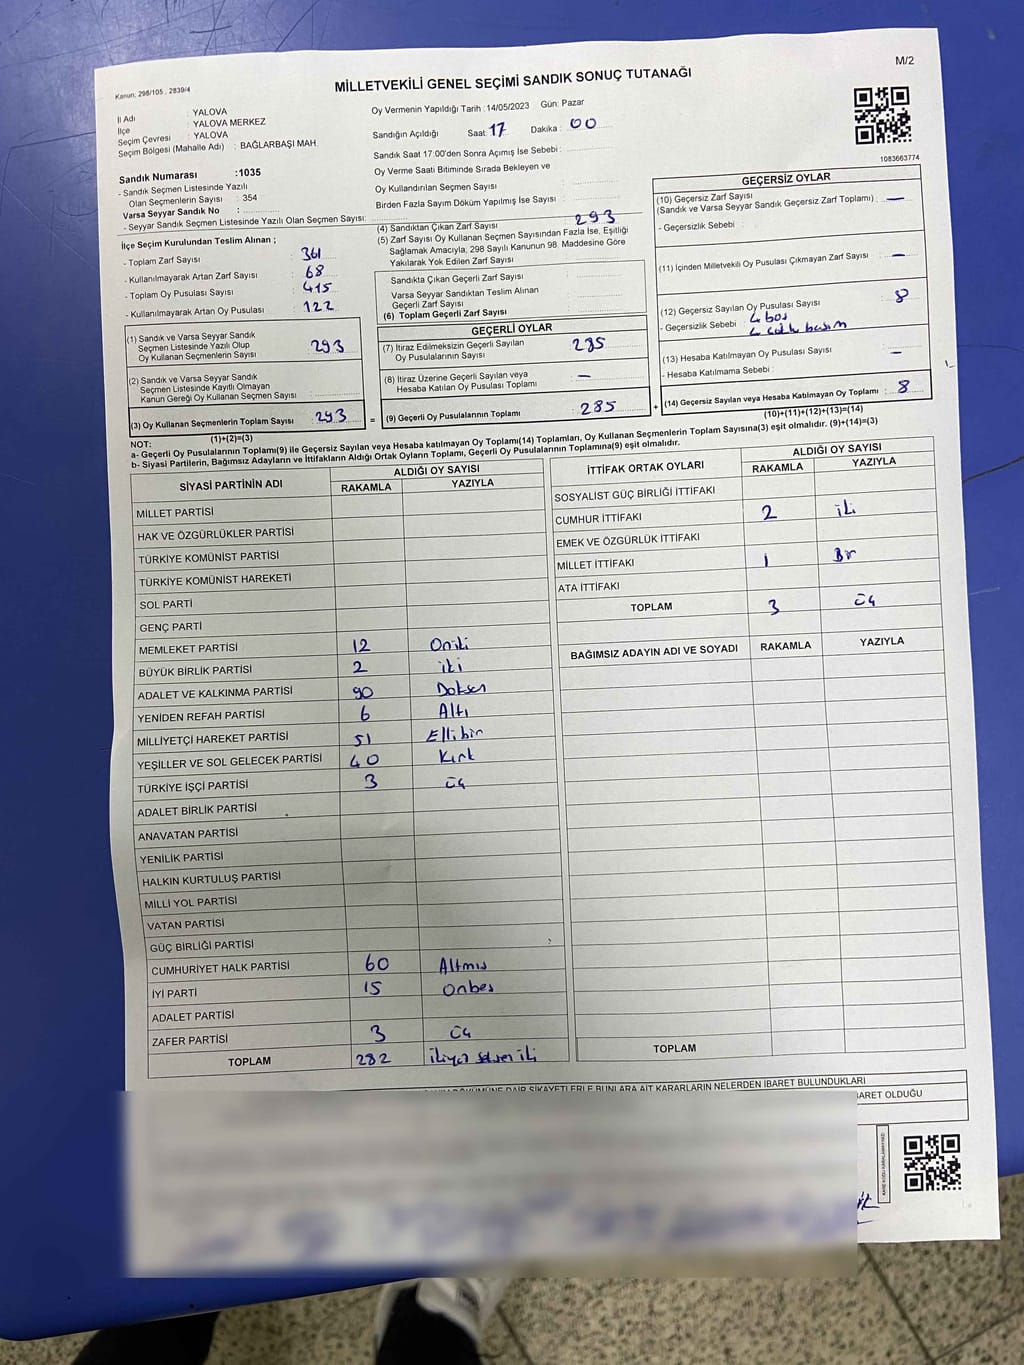 M/2
Kanun: 298/105 , 2839/4
MİLLETVEKİLİ GENEL SEÇİMİ SANDIK SONUÇ TUTANAĞI
İl Adı : YALOVA
İlçe : YALOVA MERKEZ
Seçim Çevresi : YALOVA
Seçim Bölgesi (Mahalle Adı) : BAĞLARBAŞI MAH.
Oy Vermenin Yapıldığı Tarih : 14/05/2023 Gün: Pazar
Sandığın Açıldığı Saat: 17 Dakika : 00
Sandık Saat 17:00'den Sonra Açımış İse Sebebi :
Oy Verme Saati Bitiminde Sırada Bekleyen ve
Oy Kullandırılan Seçmen Sayısı :
Birden Fazla Sayım Döküm Yapılmış İse Sayısı :
1083663774
Sandık Numarası :1035
- Sandık Seçmen Listesinde Yazılı
Olan Seçmenlerin Sayısı : 354
Varsa Seyyar Sandık No :
- Seyyar Sandık Seçmen Listesinde Yazılı Olan Seçmen Sayısı:
İlçe Seçim Kurulundan Teslim Alınan ;
- Toplam Zarf Sayısı : 361
- Kullanılmayarak Artan Zarf Sayısı : 68
- Toplam Oy Pusulası Sayısı : 415
- Kullanılmayarak Artan Oy Pusulası : 122
(1) Sandık ve Varsa Seyyar Sandık
Seçmen Listesinde Yazılı Olup
Oy Kullanan Seçmenlerin Sayısı : 293
(2) Sandık ve Varsa Seyyar Sandık
Seçmen Listesinde Kayıtlı Olmayan
Kanun Gereği Oy Kullanan Seçmen Sayısı :
(3) Oy Kullanan Seçmenlerin Toplam Sayısı : 293
(1)+(2)=(3)
(4) Sandıktan Çıkan Zarf Sayısı : 293
(5) Zarf Sayısı Oy Kullanan Seçmen Sayısından Fazla İse, Eşitliği
Sağlamak Amacıyla, 298 Sayılı Kanunun 98. Maddesine Göre
Yakılarak Yok Edilen Zarf Sayısı :
Sandıkta Çıkan Geçerli Zarf Sayısı :
Varsa Seyyar Sandıktan Teslim Alınan
Geçerli Zarf Sayısı :
(6) Toplam Geçerli Zarf Sayısı :
GEÇERLİ OYLAR
(7) İtiraz Edilmeksizin Geçerli Sayılan
Oy Pusulalarının Sayısı : 285
(8) İtiraz Üzerine Geçerli Sayılan veya
Hesaba Katılan Oy Pusulası Toplamı : —
= (9) Geçerli Oy Pusulalarının Toplamı : 285
GEÇERSİZ OYLAR
(10) Geçersiz Zarf Sayısı
(Sandık ve Varsa Seyyar Sandık Geçersiz Zarf Toplamı) : —
- Geçersizlik Sebebi :
(11) İçinden Milletvekili Oy Pusulası Çıkmayan Zarf Sayısı : —
(12) Geçersiz Sayılan Oy Pusulası Sayısı : 8
- Geçersizlik Sebebi : 4 boş
(13) Hesaba Katılmayan Oy Pusulası Sayısı : —
- Hesaba Katılmama Sebebi :
+ (14) Geçersiz Sayılan veya Hesaba Katılmayan Oy Toplamı : 8
(10)+(11)+(12)+(13)=(14)
NOT:
a- Geçerli Oy Pusulalarının Toplamı(9) ile Geçersiz Sayılan veya Hesaba katılmayan Oy Toplamı(14) Toplamları, Oy Kullanan Seçmenlerin Toplam Sayısına(3) eşit olmalıdır. (9)+(14)=(3)
b- Siyasi Partilerin, Bağımsız Adayların ve İttifakların Aldığı Ortak Oyların Toplamı, Geçerli Oy Pusulalarının Toplamına(9) eşit olmalıdır.
SİYASİ PARTİNİN ADI ALDIĞI OY SAYISI
RAKAMLA YAZIYLA
MİLLET PARTİSİ
HAK VE ÖZGÜRLÜKLER PARTİSİ
TÜRKİYE KOMÜNİST PARTİSİ
TÜRKİYE KOMÜNİST HAREKETİ
SOL PARTİ
GENÇ PARTİ
MEMLEKET PARTİSİ 12 Oniki
BÜYÜK BİRLİK PARTİSİ 2 iki
ADALET VE KALKINMA PARTİSİ 90 Doksan
YENİDEN REFAH PARTİSİ 6 Altı
MİLLİYETÇİ HAREKET PARTİSİ 51 Ellibir
YEŞİLLER VE SOL GELECEK PARTİSİ 40 Kırk
TÜRKİYE İŞÇİ PARTİSİ 3 üç
ADALET BİRLİK PARTİSİ
ANAVATAN PARTİSİ
YENİLİK PARTİSİ
HALKIN KURTULUŞ PARTİSİ
MİLLİ YOL PARTİSİ
VATAN PARTİSİ
GÜÇ BİRLİĞİ PARTİSİ
CUMHURİYET HALK PARTİSİ 60 Altmış
İYİ PARTİ 15 Onbeş
ADALET PARTİSİ
ZAFER PARTİSİ 3 üç
TOPLAM 282 ikiyüz seksen iki
İTTİFAK ORTAK OYLARI ALDIĞI OY SAYISI
RAKAMLA YAZIYLA
SOSYALİST GÜÇ BİRLİĞİ İTTİFAKI
CUMHUR İTTİFAKI 2 iki
EMEK VE ÖZGÜRLÜK İTTİFAKI
MİLLET İTTİFAKI 1 Bir
ATA İTTİFAKI
TOPLAM 3 üç
BAĞIMSIZ ADAYIN ADI VE SOYADI RAKAMLA YAZIYLA
TOPLAM
DÖKÜMÜNE DAİR ŞİKAYETLERLE BUNLARA AİT KARARLARIN NELERDEN İBARET BULUNDUKLARI
BARET OLDUĞU